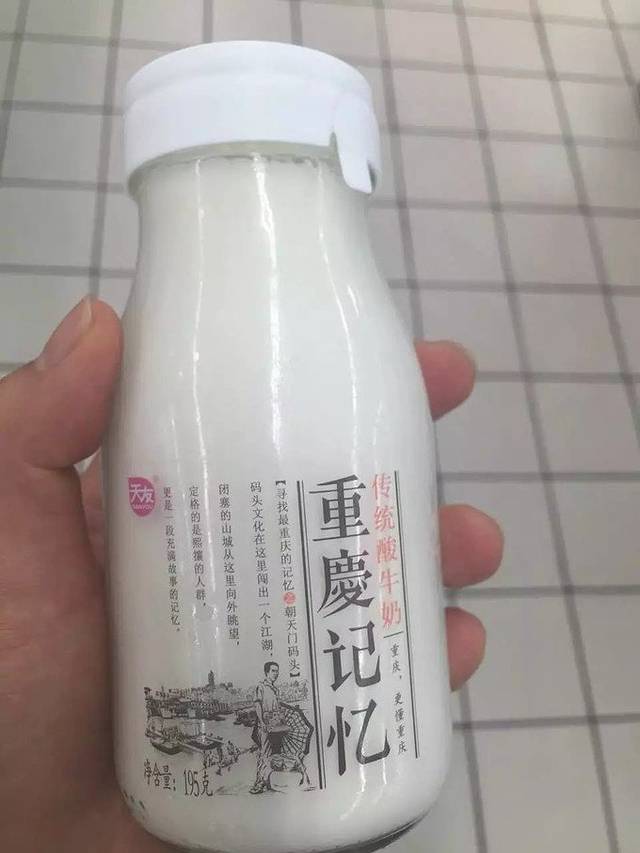 传统酸牛奶
重庆，更懂重庆
重慶记忆
【寻找最重庆的记忆之朝天门码头】
码头文化在这里闯出一个江湖，
闭塞的山城从这里向外眺望，
定格的是熙攘的人群，
更是一段充满故事的记忆。
天友
TIANYOU
净含量：195克